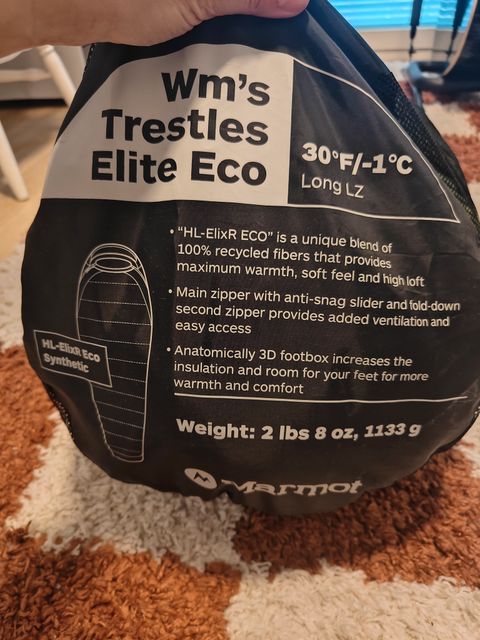 Wm's
Trestles
Elite Eco
30°F/-1°C
Long LZ
• "HL-ElixR ECO" is a unique blend of
100% recycled fibers that provides
maximum warmth, soft feel and high loft
• Main zipper with anti-snag slider and fold-down
second zipper provides added ventilation and
easy access
• Anatomically 3D footbox increases the
insulation and room for your feet for more
warmth and comfort
HL-ElixR Eco
Synthetic
Weight: 2 lbs 8 oz, 1133 g
Marmot